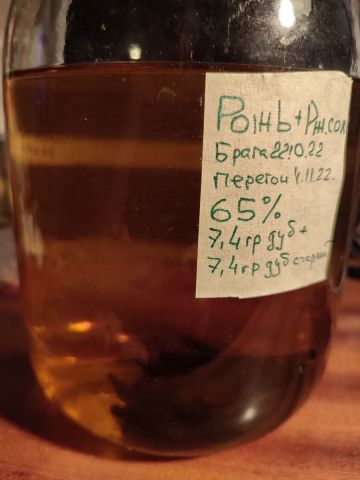 Рожь + Рж.сол
Брага 22.10.22
Перегон 4.11.22.
65%
7,4 гр дуб +
7,4 гр дуб